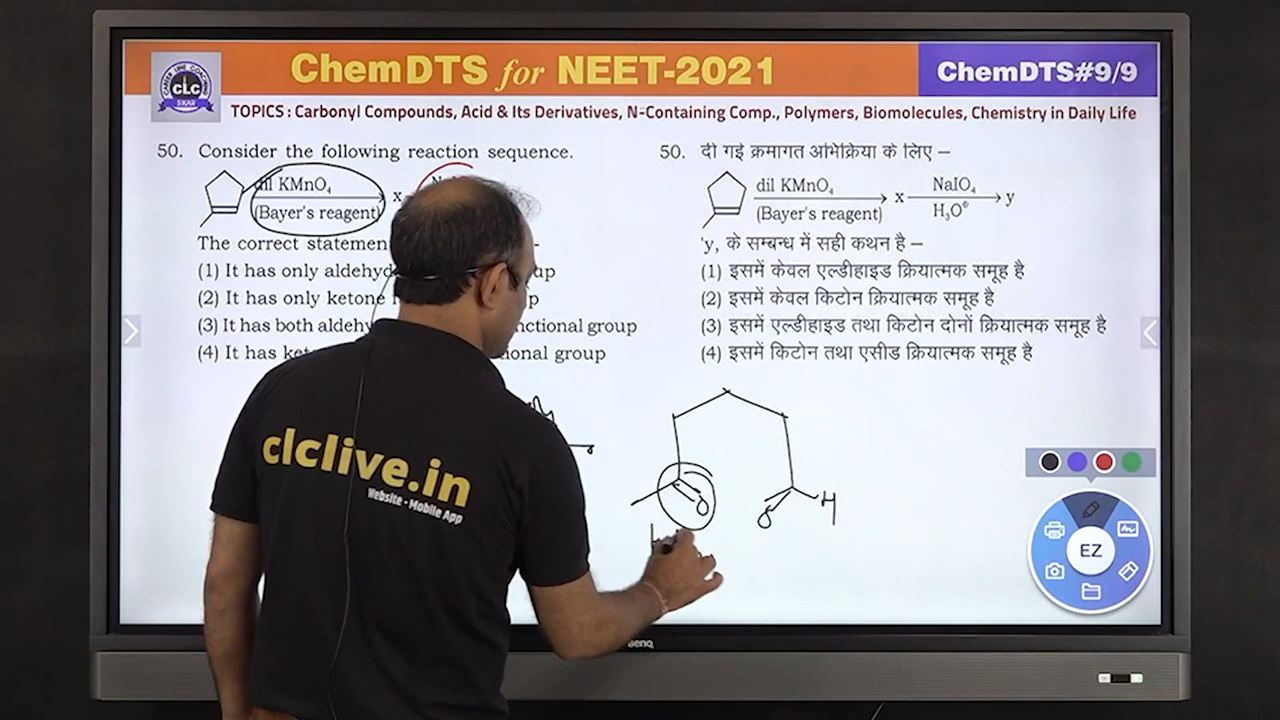 ChemDTS for NEET-2021
ChemDTS#9/9
CLC
SIKAR
TOPICS : Carbonyl Compounds, Acid & Its Derivatives, N-Containing Comp., Polymers, Biomolecules, Chemistry in Daily Life
50. Consider the following reaction sequence.
dil KMnO₄
(Bayer's reagent)
x
The correct statement
(1) It has only
(2) It has only ketone
(3) It has both
functional group
(4) It has
group
50. दी गई क्रमागत अभिक्रिया के लिए –
dil KMnO₄
(Bayer's reagent)
x
NaIO₄
H₃O⊕
y
'y, के सम्बन्ध में सही कथन है –
(1) इसमें केवल एल्डीहाइड क्रियात्मक समूह है
(2) इसमें केवल किटोन क्रियात्मक समूह है
(3) इसमें एल्डीहाइड तथा किटोन दोनों क्रियात्मक समूह है
(4) इसमें किटोन तथा एसीड क्रियात्मक समूह है
O
O
H
EZ
clclive.in
Website - Mobile App
BenQ